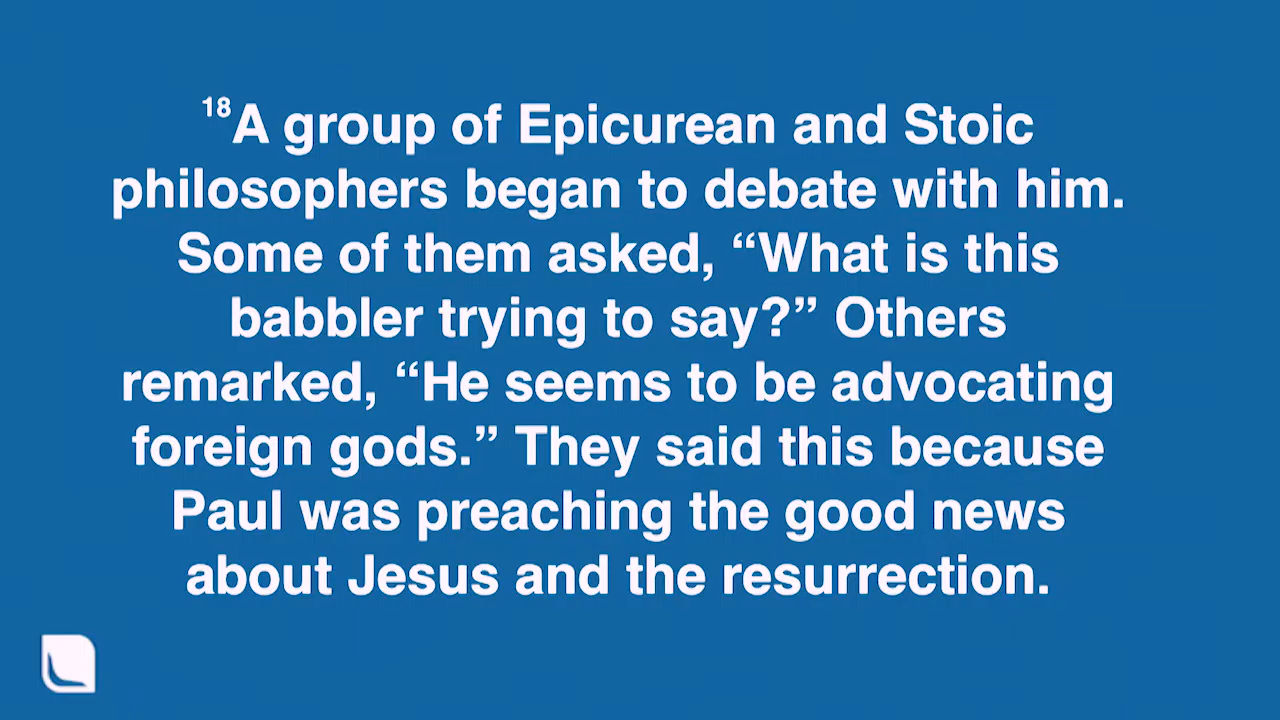 18A group of Epicurean and Stoic
philosophers began to debate with him.
Some of them asked, “What is this
babbler trying to say?” Others
remarked, “He seems to be advocating
foreign gods.” They said this because
Paul was preaching the good news
about Jesus and the resurrection.